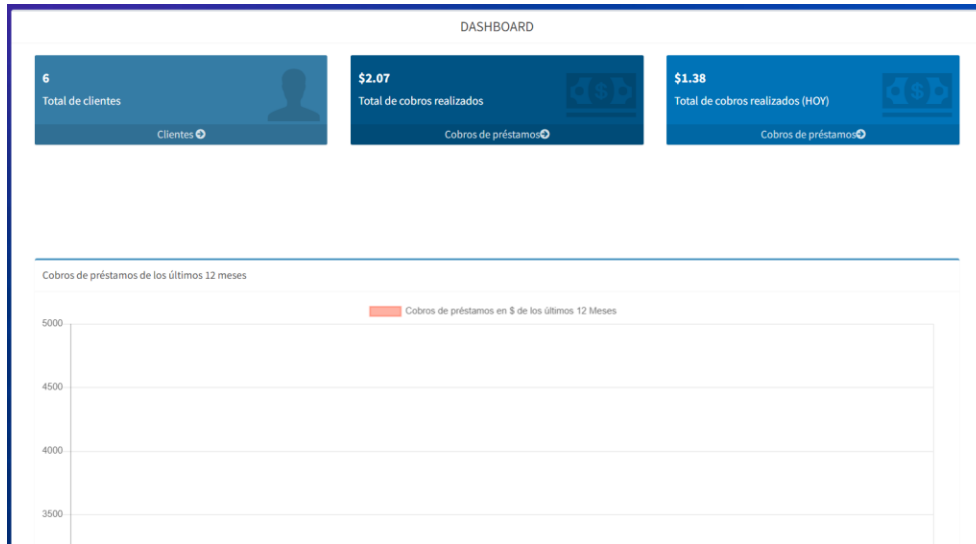 DASHBOARD
6
Total de clientes
Clientes
$2.07
Total de cobros realizados
Cobros de préstamos
$1.38
Total de cobros realizados (HOY)
Cobros de préstamos
Cobros de préstamos de los últimos 12 meses
Cobros de préstamos en $ de los últimos 12 Meses
5000
4500
4000
3500